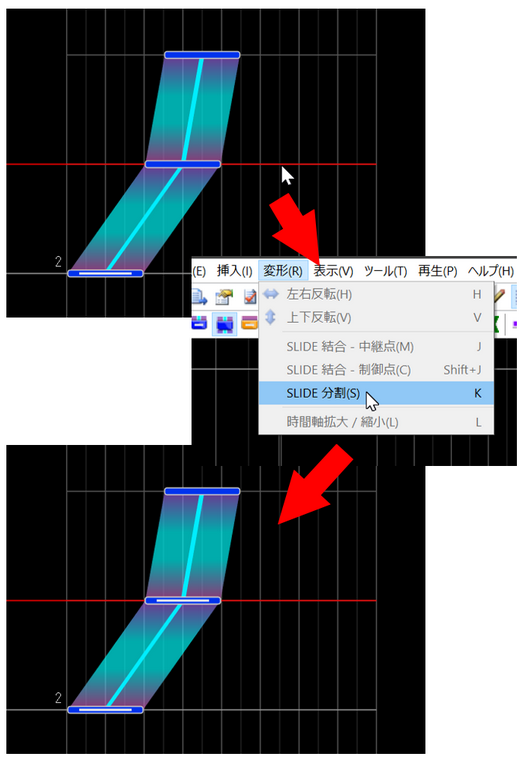 2
(E) 挿入(I) 変形(R) 表示(V) ツール(T) 再生(P) ヘルプ(H)
左右反転(H) H
上下反転(V) V
SLIDE 結合 - 中継点(M) J
SLIDE 結合 - 制御点(C) Shift+J
SLIDE 分割(S) K
時間軸拡大 / 縮小(L) L
2